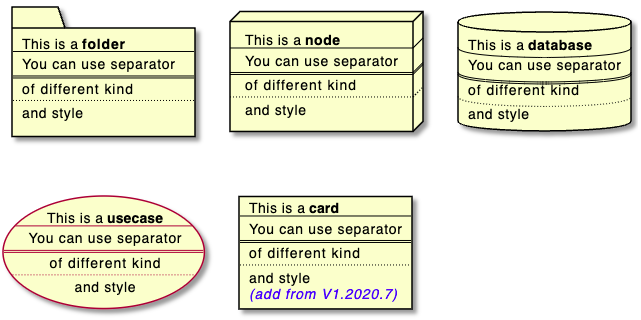 This is a folder
You can use separator
of different kind
and style
This is a node
You can use separator
of different kind
and style
This is a database
You can use separator
of different kind
and style
This is a usecase
You can use separator
of different kind
and style
This is a card
You can use separator
of different kind
and style
(add from V1.2020.7)